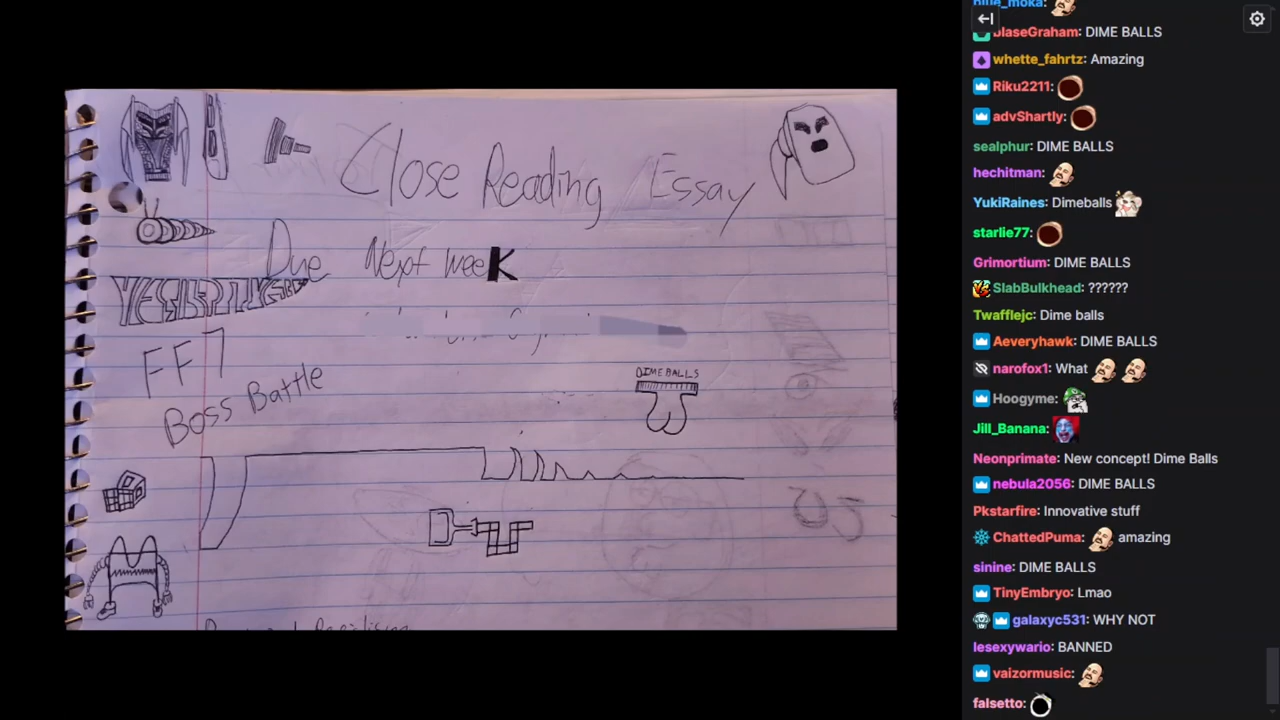 Close Reading Essay
Due Next weeK
FF7
Boss Battle
DIME BALLS
blue_moka:
blaseGraham: DIME BALLS
whette_fahrtz: Amazing
Riku2211:
advShartly:
sealphur: DIME BALLS
hechitman:
YukiRaines: Dimeballs
starlie77:
Grimortium: DIME BALLS
SlabBulkhead: ??????
Twafflejc: Dime balls
Aeveryhawk: DIME BALLS
narofox1: What
Hoogyme:
Jill_Banana:
Neonprimate: New concept! Dime Balls
nebula2056: DIME BALLS
Pkstarfire: Innovative stuff
ChattedPuma: amazing
sinine: DIME BALLS
TinyEmbryo: Lmao
galaxyc531: WHY NOT
lesexywario: BANNED
vaizormusic:
falsetto: